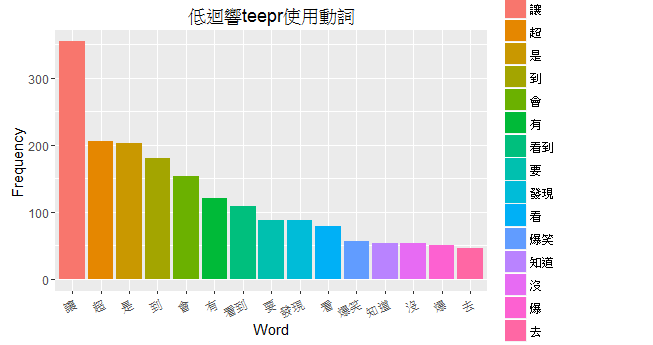 低迴響teepr使用動詞
Frequency
300
200
100
0
讓 超 是 到 會 有 看到 要 發現 看 爆笑 知道 沒 爆 去
Word
讓
超
是
到
會
有
看到
要
發現
看
爆笑
知道
沒
爆
去